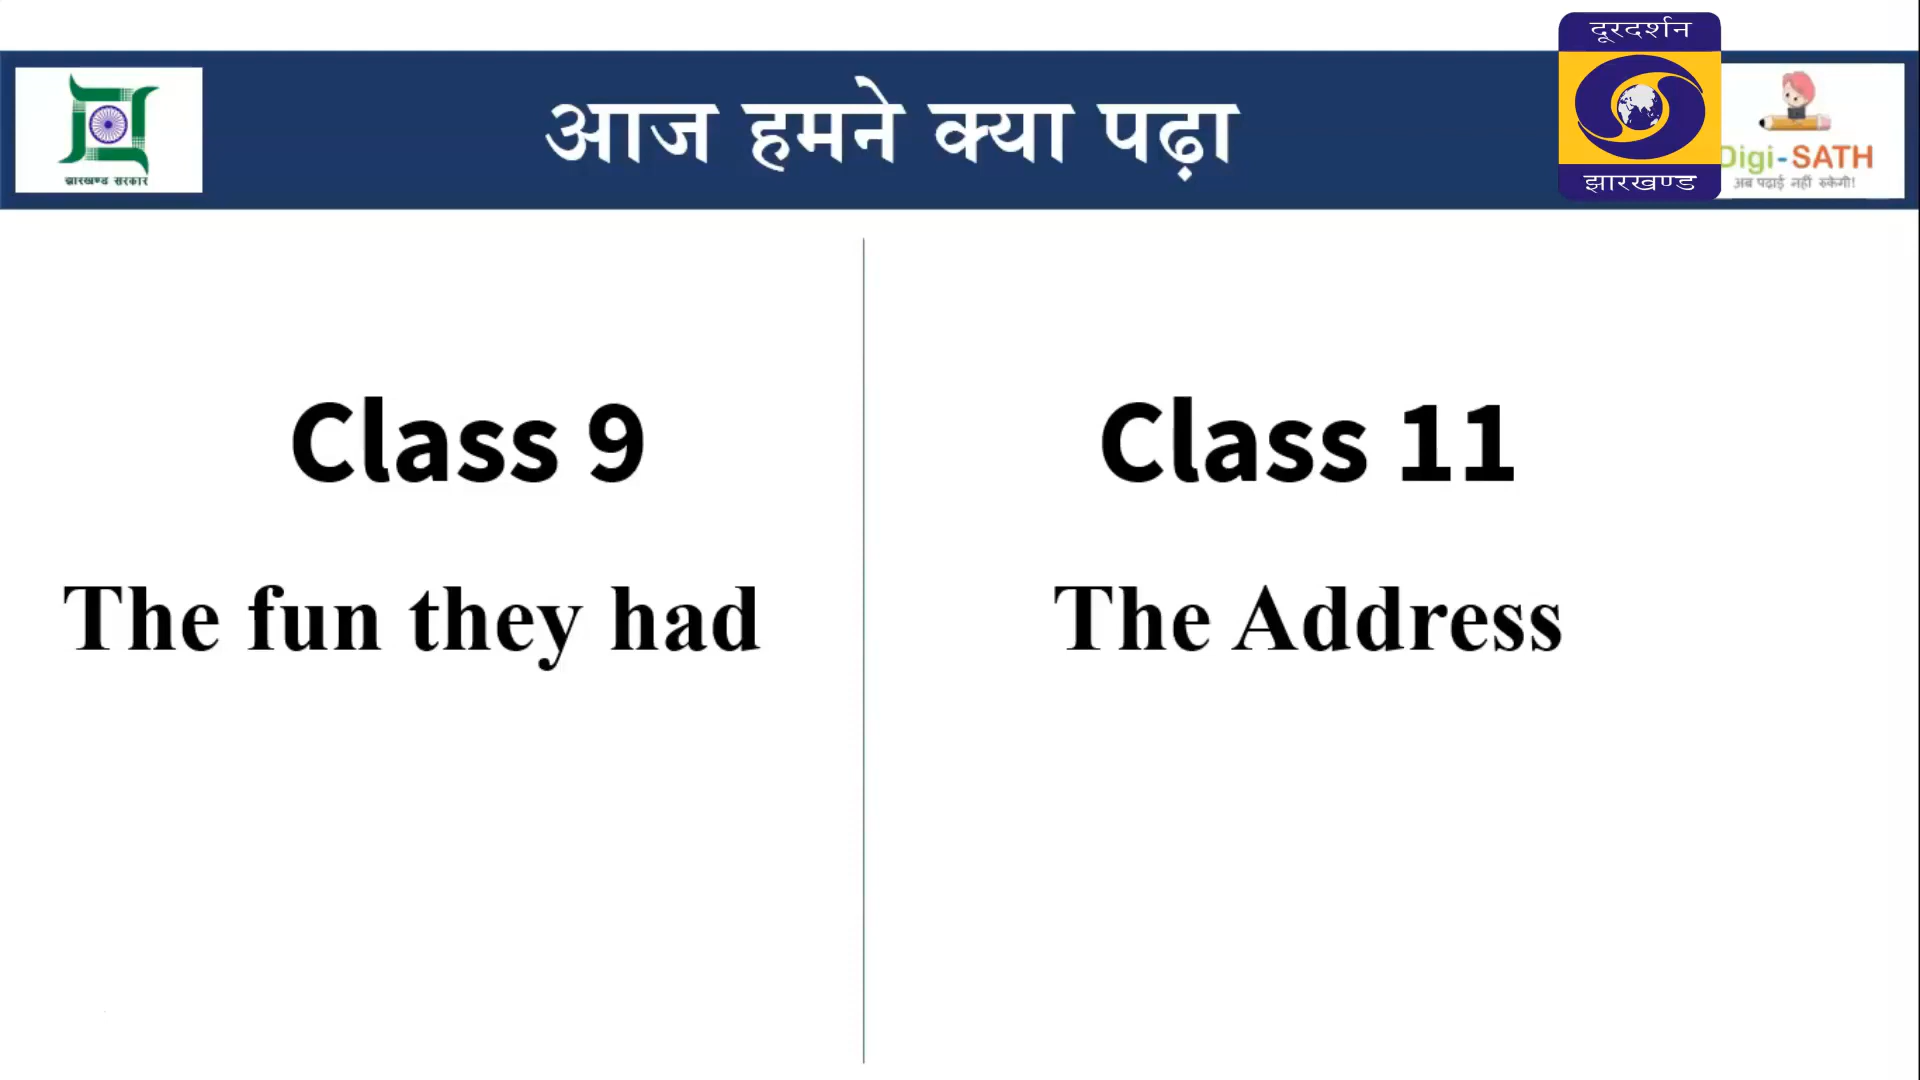 दूरदर्शन
आज हमने क्या पढ़ा
झारखण्ड सरकार
झारखण्ड
Digi-SATH
अब पढ़ाई नहीं रुकेगी!
Class 9
The fun they had
Class 11
The Address